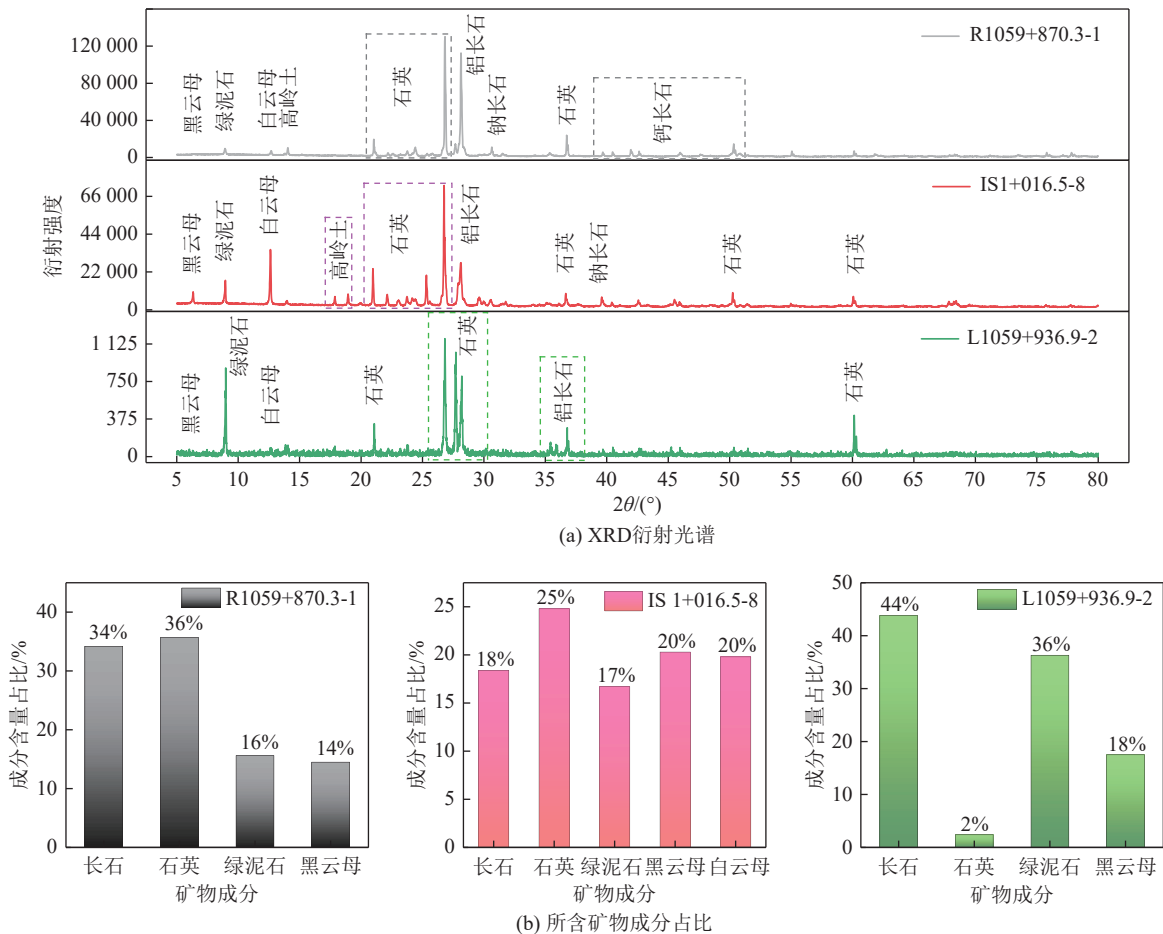 R1059+870.3-1
120 000
80 000
40 000
0
黑云母
绿泥石
白云母
高岭土
石英
铝长石
钠长石
石英
钙长石
IS1+016.5-8
66 000
44 000
22 000
0
黑云母
绿泥石
白云母
高岭土
石英
铝长石
石英
钠长石
石英
石英
衍射强度
L1059+936.9-2
1 125
750
375
0
黑云母
绿泥石
白云母
石英
石英
铝长石
石英
5 10 15 20 25 30 35 40 45 50 55 60 65 70 75 80
2θ/(°)
(a) XRD衍射光谱
R1059+870.3-1
成分含量占比/%
40
30
20
10
0
34%
36%
16%
14%
长石 石英 绿泥石 黑云母
矿物成分
IS 1+016.5-8
成分含量占比/%
25
20
15
10
5
0
18%
25%
17%
20%
20%
长石 石英 绿泥石 黑云母 白云母
矿物成分
L1059+936.9-2
成分含量占比/%
50
40
30
20
10
0
44%
2%
36%
18%
长石 石英 绿泥石 黑云母
矿物成分
(b) 所含矿物成分占比